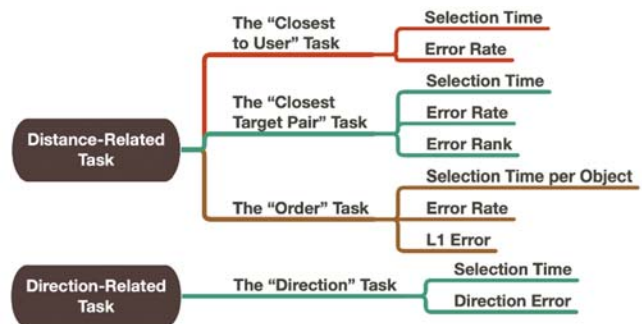 Distance-Related
Task
The “Closest
to User” Task
Selection Time
Error Rate
The “Closest
Target Pair” Task
Selection Time
Error Rate
Error Rank
The “Order” Task
Selection Time per Object
Error Rate
L1 Error
Direction-Related
Task
The “Direction” Task
Selection Time
Direction Error